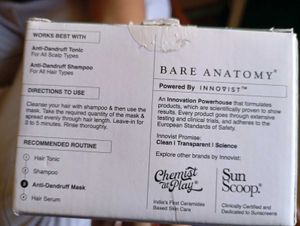 WORKS BEST WITH
Anti-Dandruff Tonic
For All Scalp Types
Anti-Dandruff Shampoo
For All Hair Types
DIRECTIONS TO USE
Cleanse your hair with shampoo & then use the
mask. Take the required quantity of the mask &
spread evenly through hair length. Leave-in for
3 to 5 minutes. Rinse thoroughly.
RECOMMENDED ROUTINE
1 Hair Tonic
2 Shampoo
3 Anti-Dandruff Mask
4 Hair Serum
BARE ANATOMY®
Powered By INNOVIST™
An Innovation Powerhouse that formulates
products, which are scientifically proven to show
results. Every product goes through extensive
testing and clinical trials, and adheres to the
European Standards of Safety.
Innovist Promise:
Clean | Transparent | Science
Explore other brands by Innovist:
Chemist
at Play®
India's First Ceramides
Based Skin Care
Sun
Scoop®
Clinically Certified and
Dedicated to Sunscreens